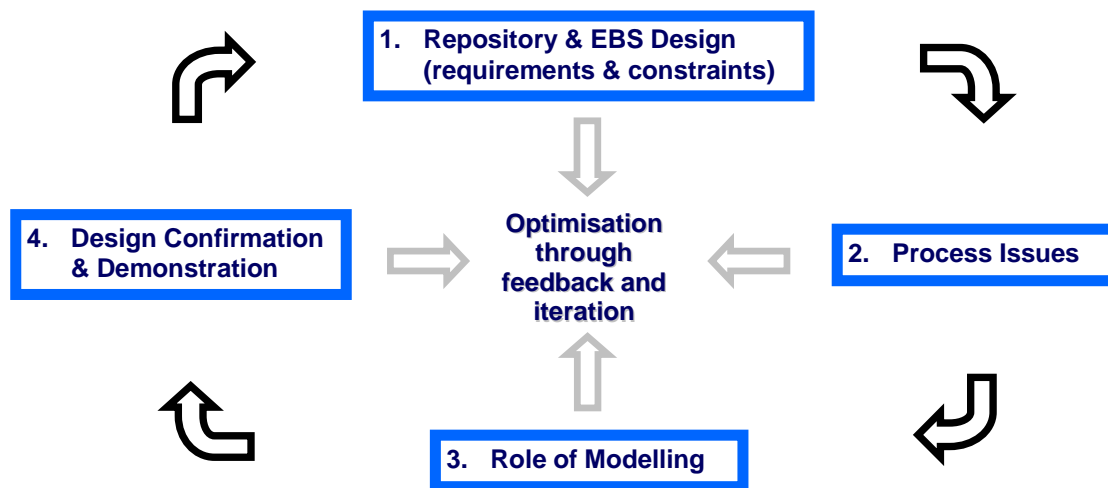 1. Repository & EBS Design
(requirements & constraints)
4. Design Confirmation
& Demonstration
Optimisation
through
feedback and
iteration
2. Process Issues
3. Role of Modelling